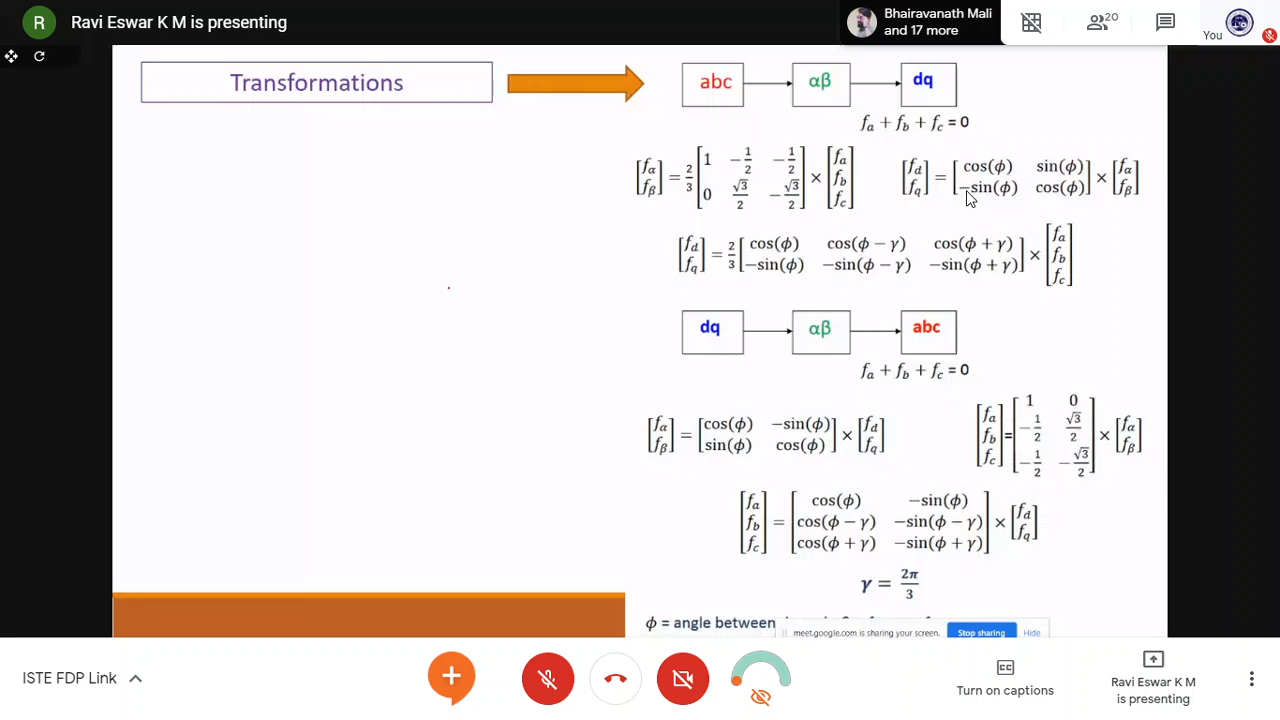 R Ravi Eswar K M is presenting
Bhairavanath Mali
and 17 more
20
You
Transformations
abc αβ dq
f_a + f_b + f_c = 0
[f_α f_β] = 2/3 [1 −1/2 −1/2; 0 √3/2 −√3/2] × [f_a f_b f_c]
[f_d f_q] = [cos(ϕ) sin(ϕ); −sin(ϕ) cos(ϕ)] × [f_α f_β]
[f_d f_q] = 2/3 [cos(ϕ) cos(ϕ − γ) cos(ϕ + γ); −sin(ϕ) −sin(ϕ − γ) −sin(ϕ + γ)] × [f_a f_b f_c]
dq αβ abc
f_a + f_b + f_c = 0
[f_α f_β] = [cos(ϕ) −sin(ϕ); sin(ϕ) cos(ϕ)] × [f_d f_q]
[f_a f_b f_c] = [1 0; −1/2 √3/2; −1/2 −√3/2] × [f_α f_β]
[f_a f_b f_c] = [cos(ϕ) −sin(ϕ); cos(ϕ − γ) −sin(ϕ − γ); cos(ϕ + γ) −sin(ϕ + γ)] × [f_d f_q]
γ = 2π/3
ϕ = angle between
meet.google.com is sharing your screen. Stop sharing Hide
ISTE FDP Link
Turn on captions
Ravi Eswar K M
is presenting